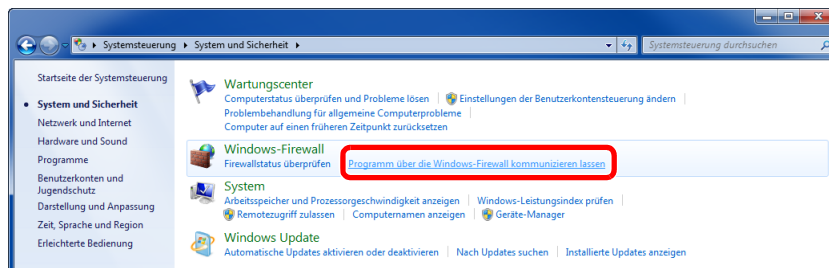 Systemsteuerung ▸ System und Sicherheit ▸
Systemsteuerung durchsuchen
Startseite der Systemsteuerung
System und Sicherheit
Netzwerk und Internet
Hardware und Sound
Programme
Benutzerkonten und
Jugendschutz
Darstellung und Anpassung
Zeit, Sprache und Region
Erleichterte Bedienung
Wartungscenter
Computerstatus überprüfen und Probleme lösen | Einstellungen der Benutzerkontensteuerung ändern |
Problembehandlung für allgemeine Computerprobleme |
Computer auf einen früheren Zeitpunkt zurücksetzen
Windows-Firewall
Firewallstatus überprüfen | Programm über die Windows-Firewall kommunizieren lassen
System
Arbeitsspeicher und Prozessorgeschwindigkeit anzeigen | Windows-Leistungsindex prüfen |
Remotezugriff zulassen | Computernamen anzeigen | Geräte-Manager
Windows Update
Automatische Updates aktivieren oder deaktivieren | Nach Updates suchen | Installierte Updates anzeigen